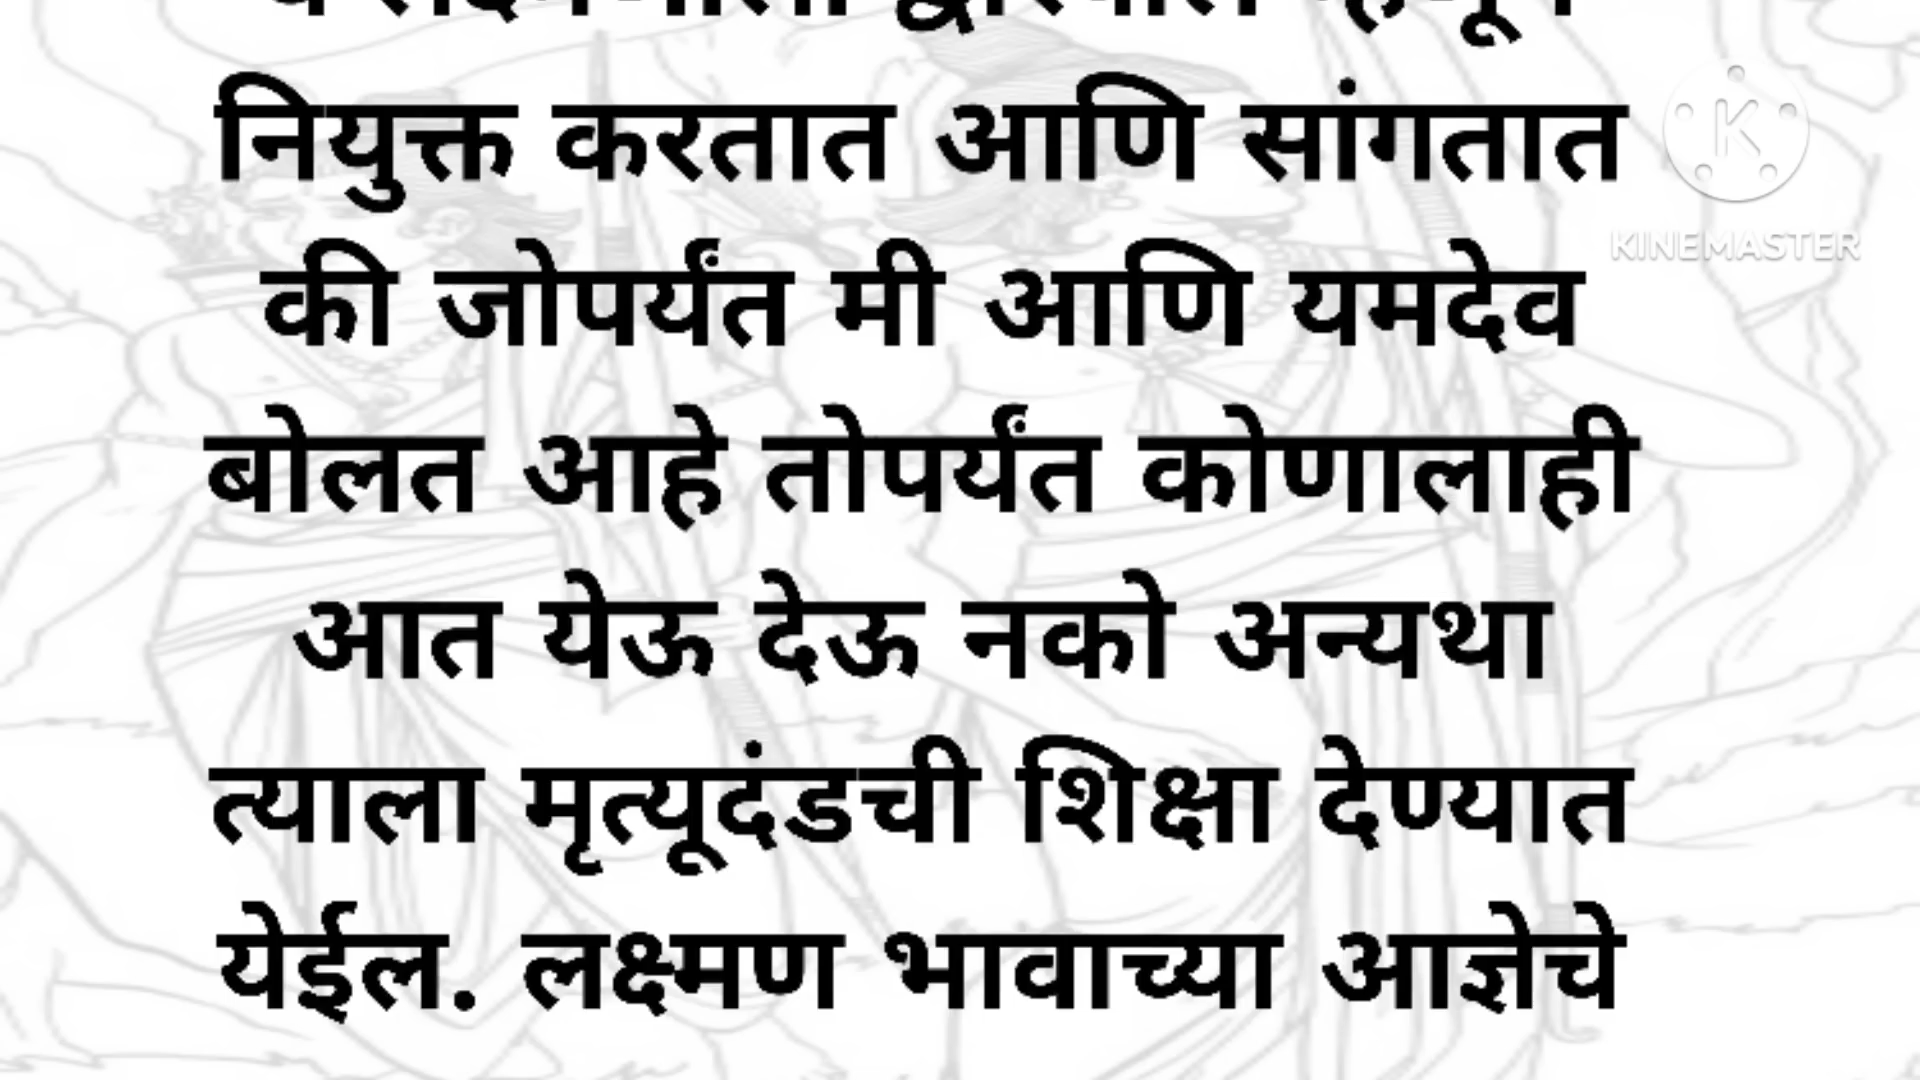 नियुक्त करतात आणि सांगतात
की जोपर्यंत मी आणि यमदेव
बोलत आहे तोपर्यंत कोणालाही
आत येऊ देऊ नको अन्यथा
त्याला मृत्यूदंडची शिक्षा देण्यात
येईल. लक्ष्मण भावाच्या आज्ञेचे
KINEMASTER